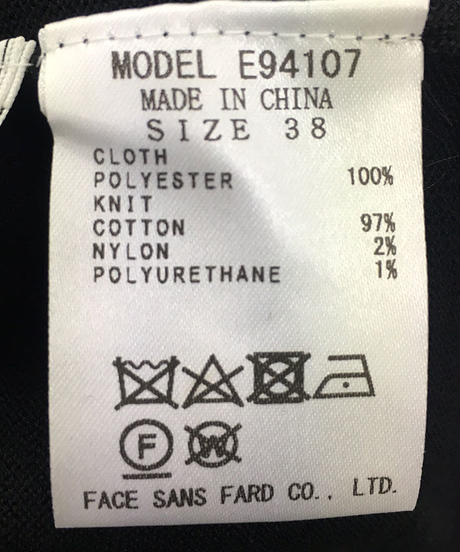 MODEL E94107
MADE IN CHINA
SIZE 38
CLOTH
POLYESTER 100%
KNIT
COTTON 97%
NYLON 2%
POLYURETHANE 1%
F W
FACE SANS FARD CO., LTD.